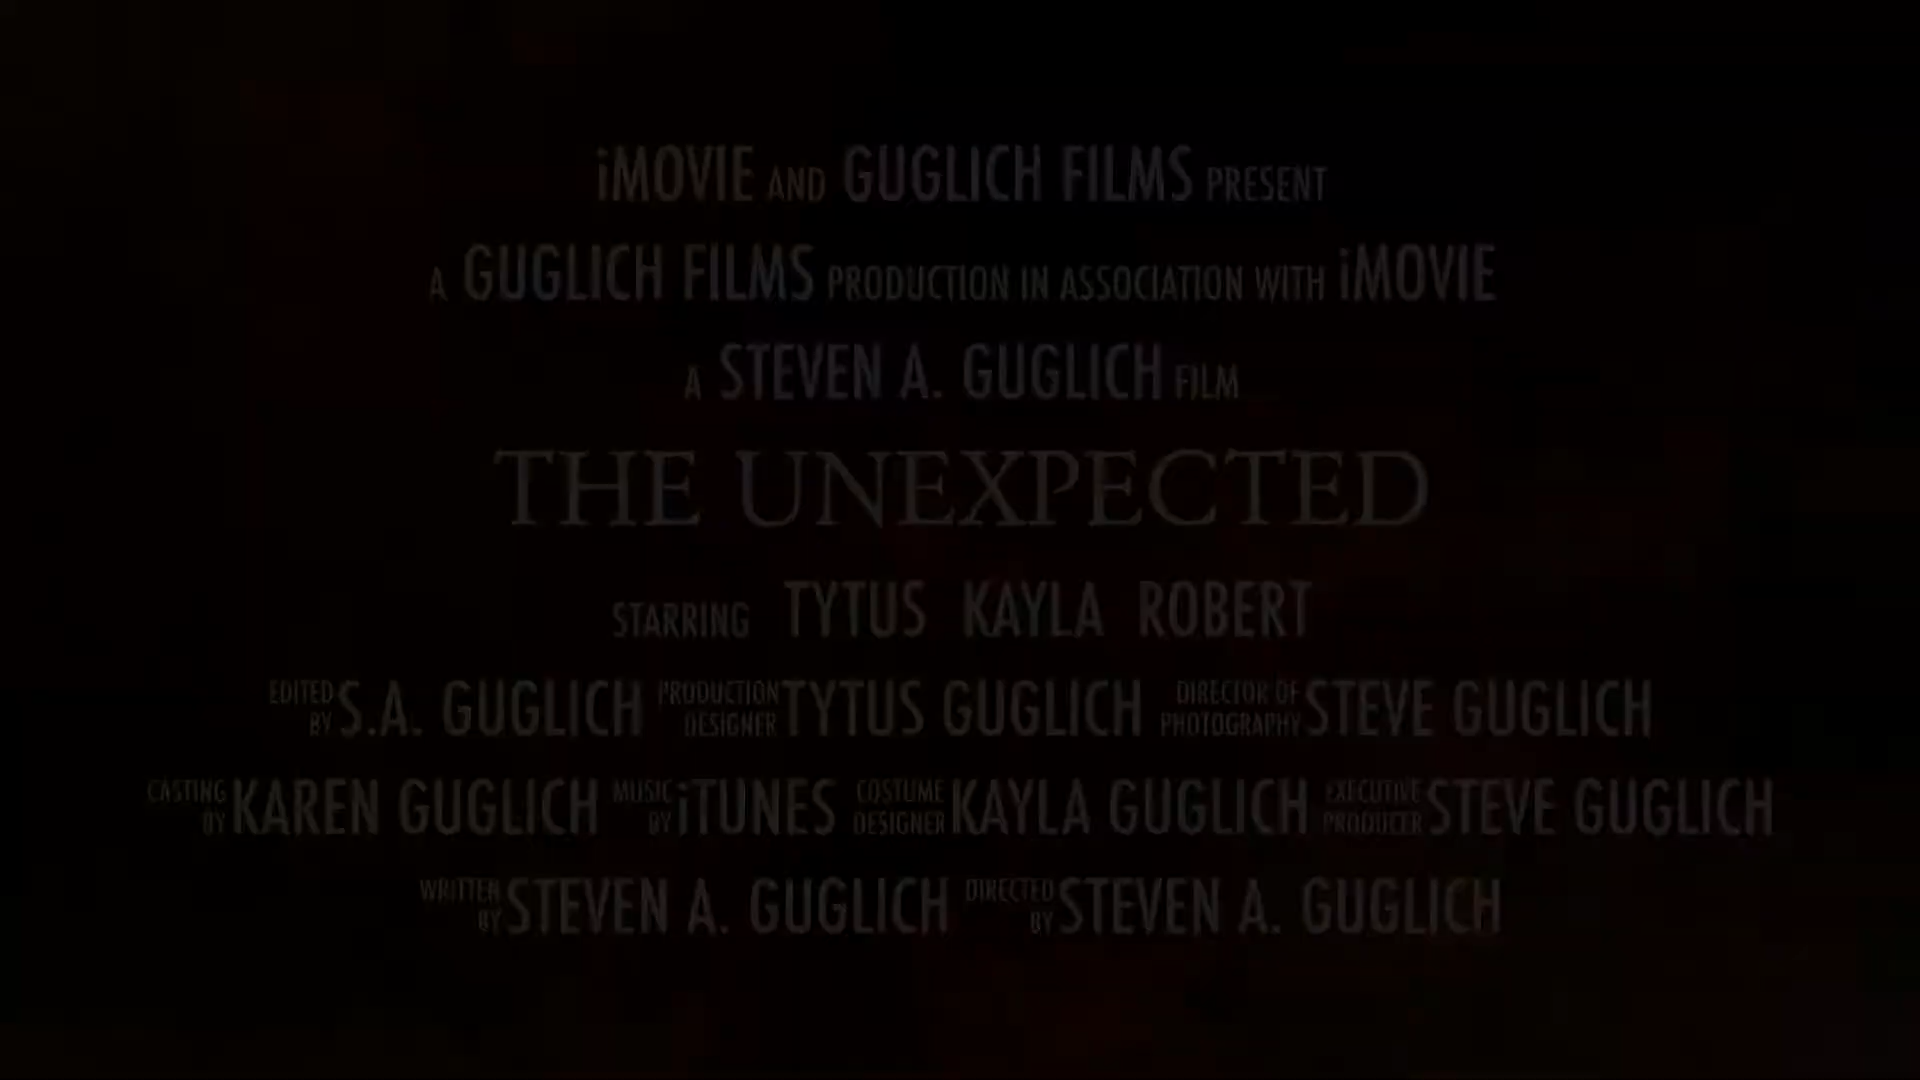 iMOVIE AND GUGLICH FILMS PRESENT
A GUGLICH FILMS PRODUCTION IN ASSOCIATION WITH iMOVIE
A STEVEN A. GUGLICH FILM
THE UNEXPECTED
STARRING TYTUS KAYLA ROBERT
EDITED BY S.A. GUGLICH PRODUCTION DESIGNER TYTUS GUGLICH DIRECTOR OF PHOTOGRAPHY STEVE GUGLICH
CASTING BY KAREN GUGLICH MUSIC BY iTUNES COSTUME DESIGNER KAYLA GUGLICH EXECUTIVE PRODUCER STEVE GUGLICH
WRITTEN BY STEVEN A. GUGLICH DIRECTED BY STEVEN A. GUGLICH